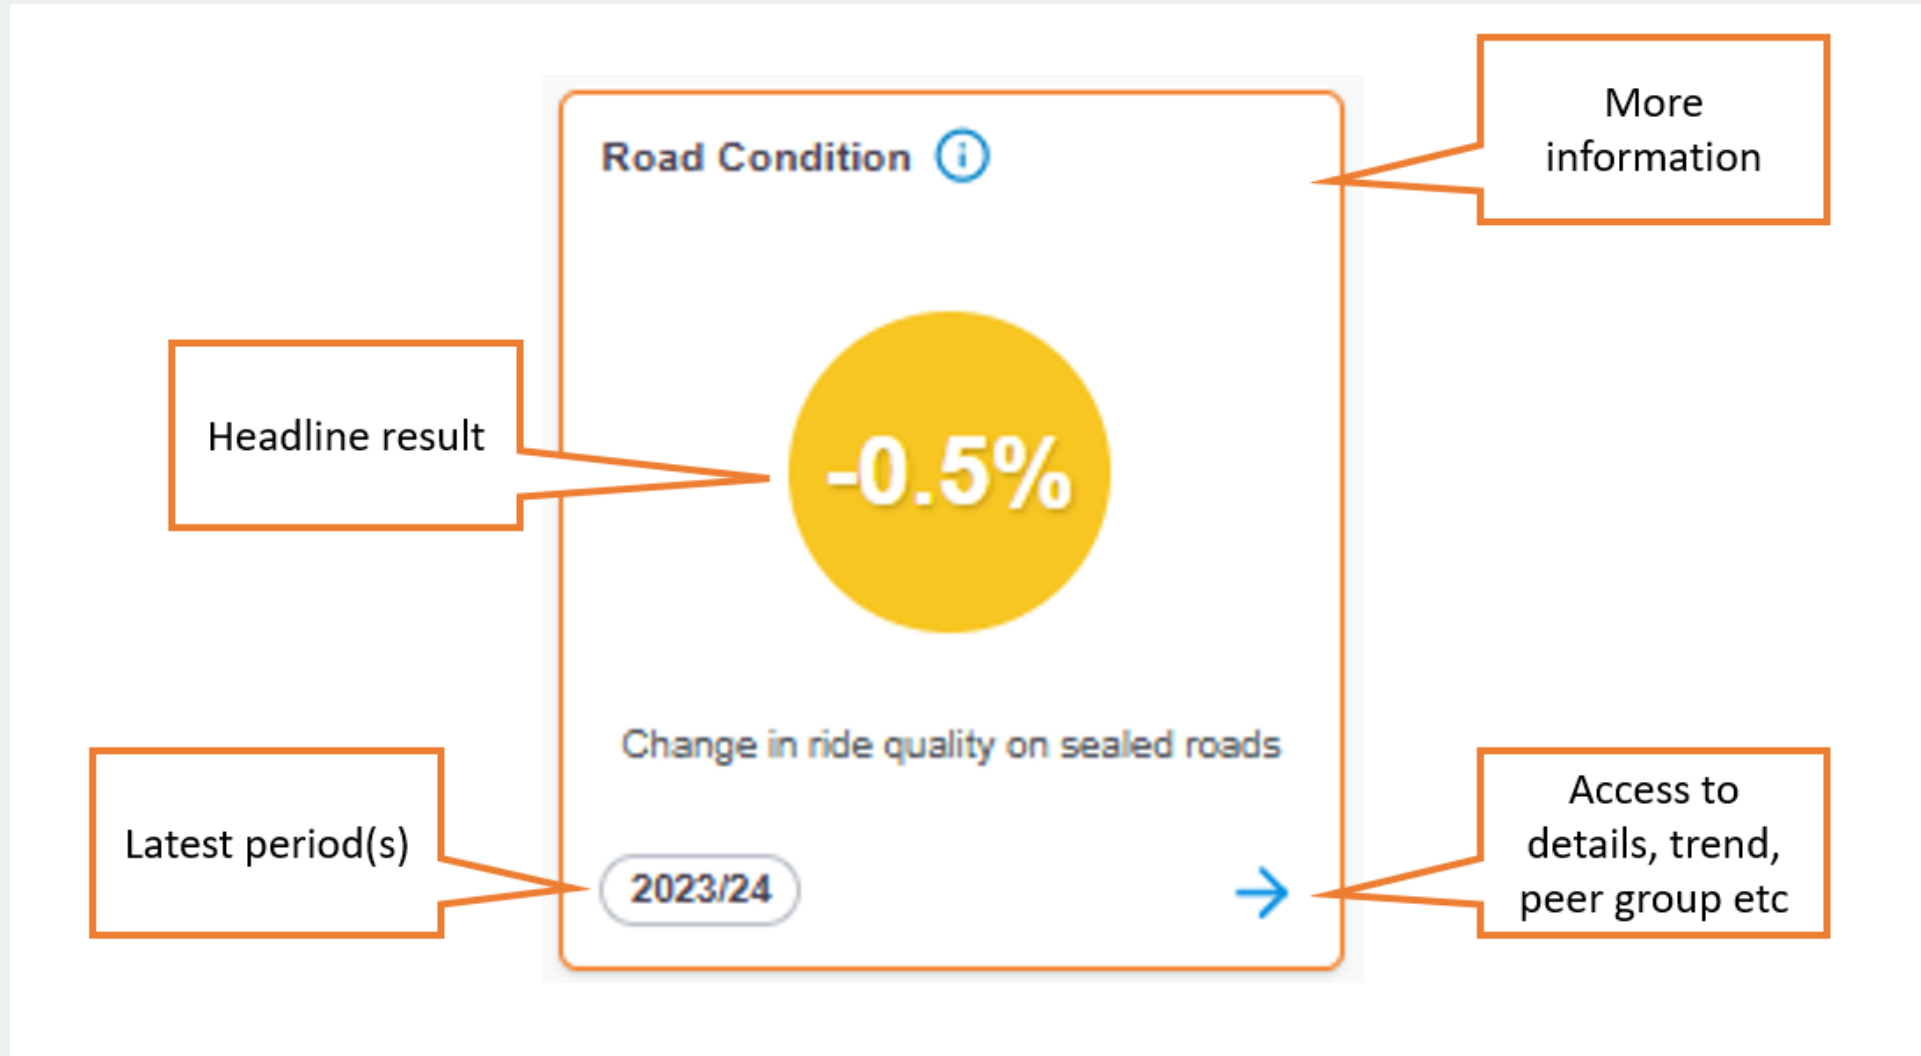 More
information
Road Condition
Headline result
-0.5%
Change in ride quality on sealed roads
Latest period(s)
2023/24
Access to
details, trend,
peer group etc